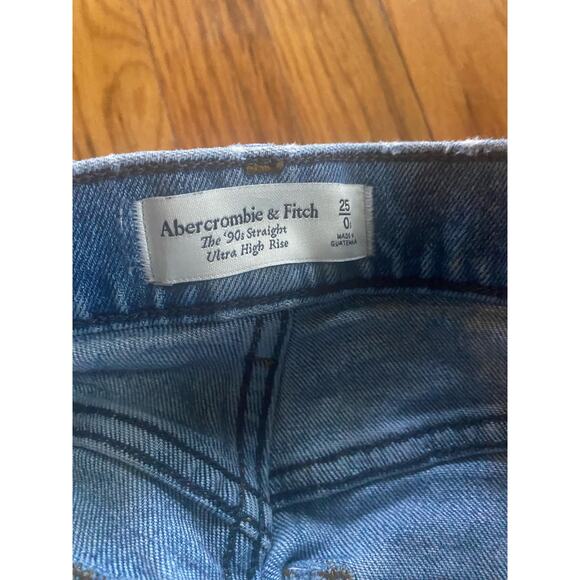 Abercrombie & Fitch
The '90s Straight
Ultra High Rise
25
0
MADE IN
GUATEMALA